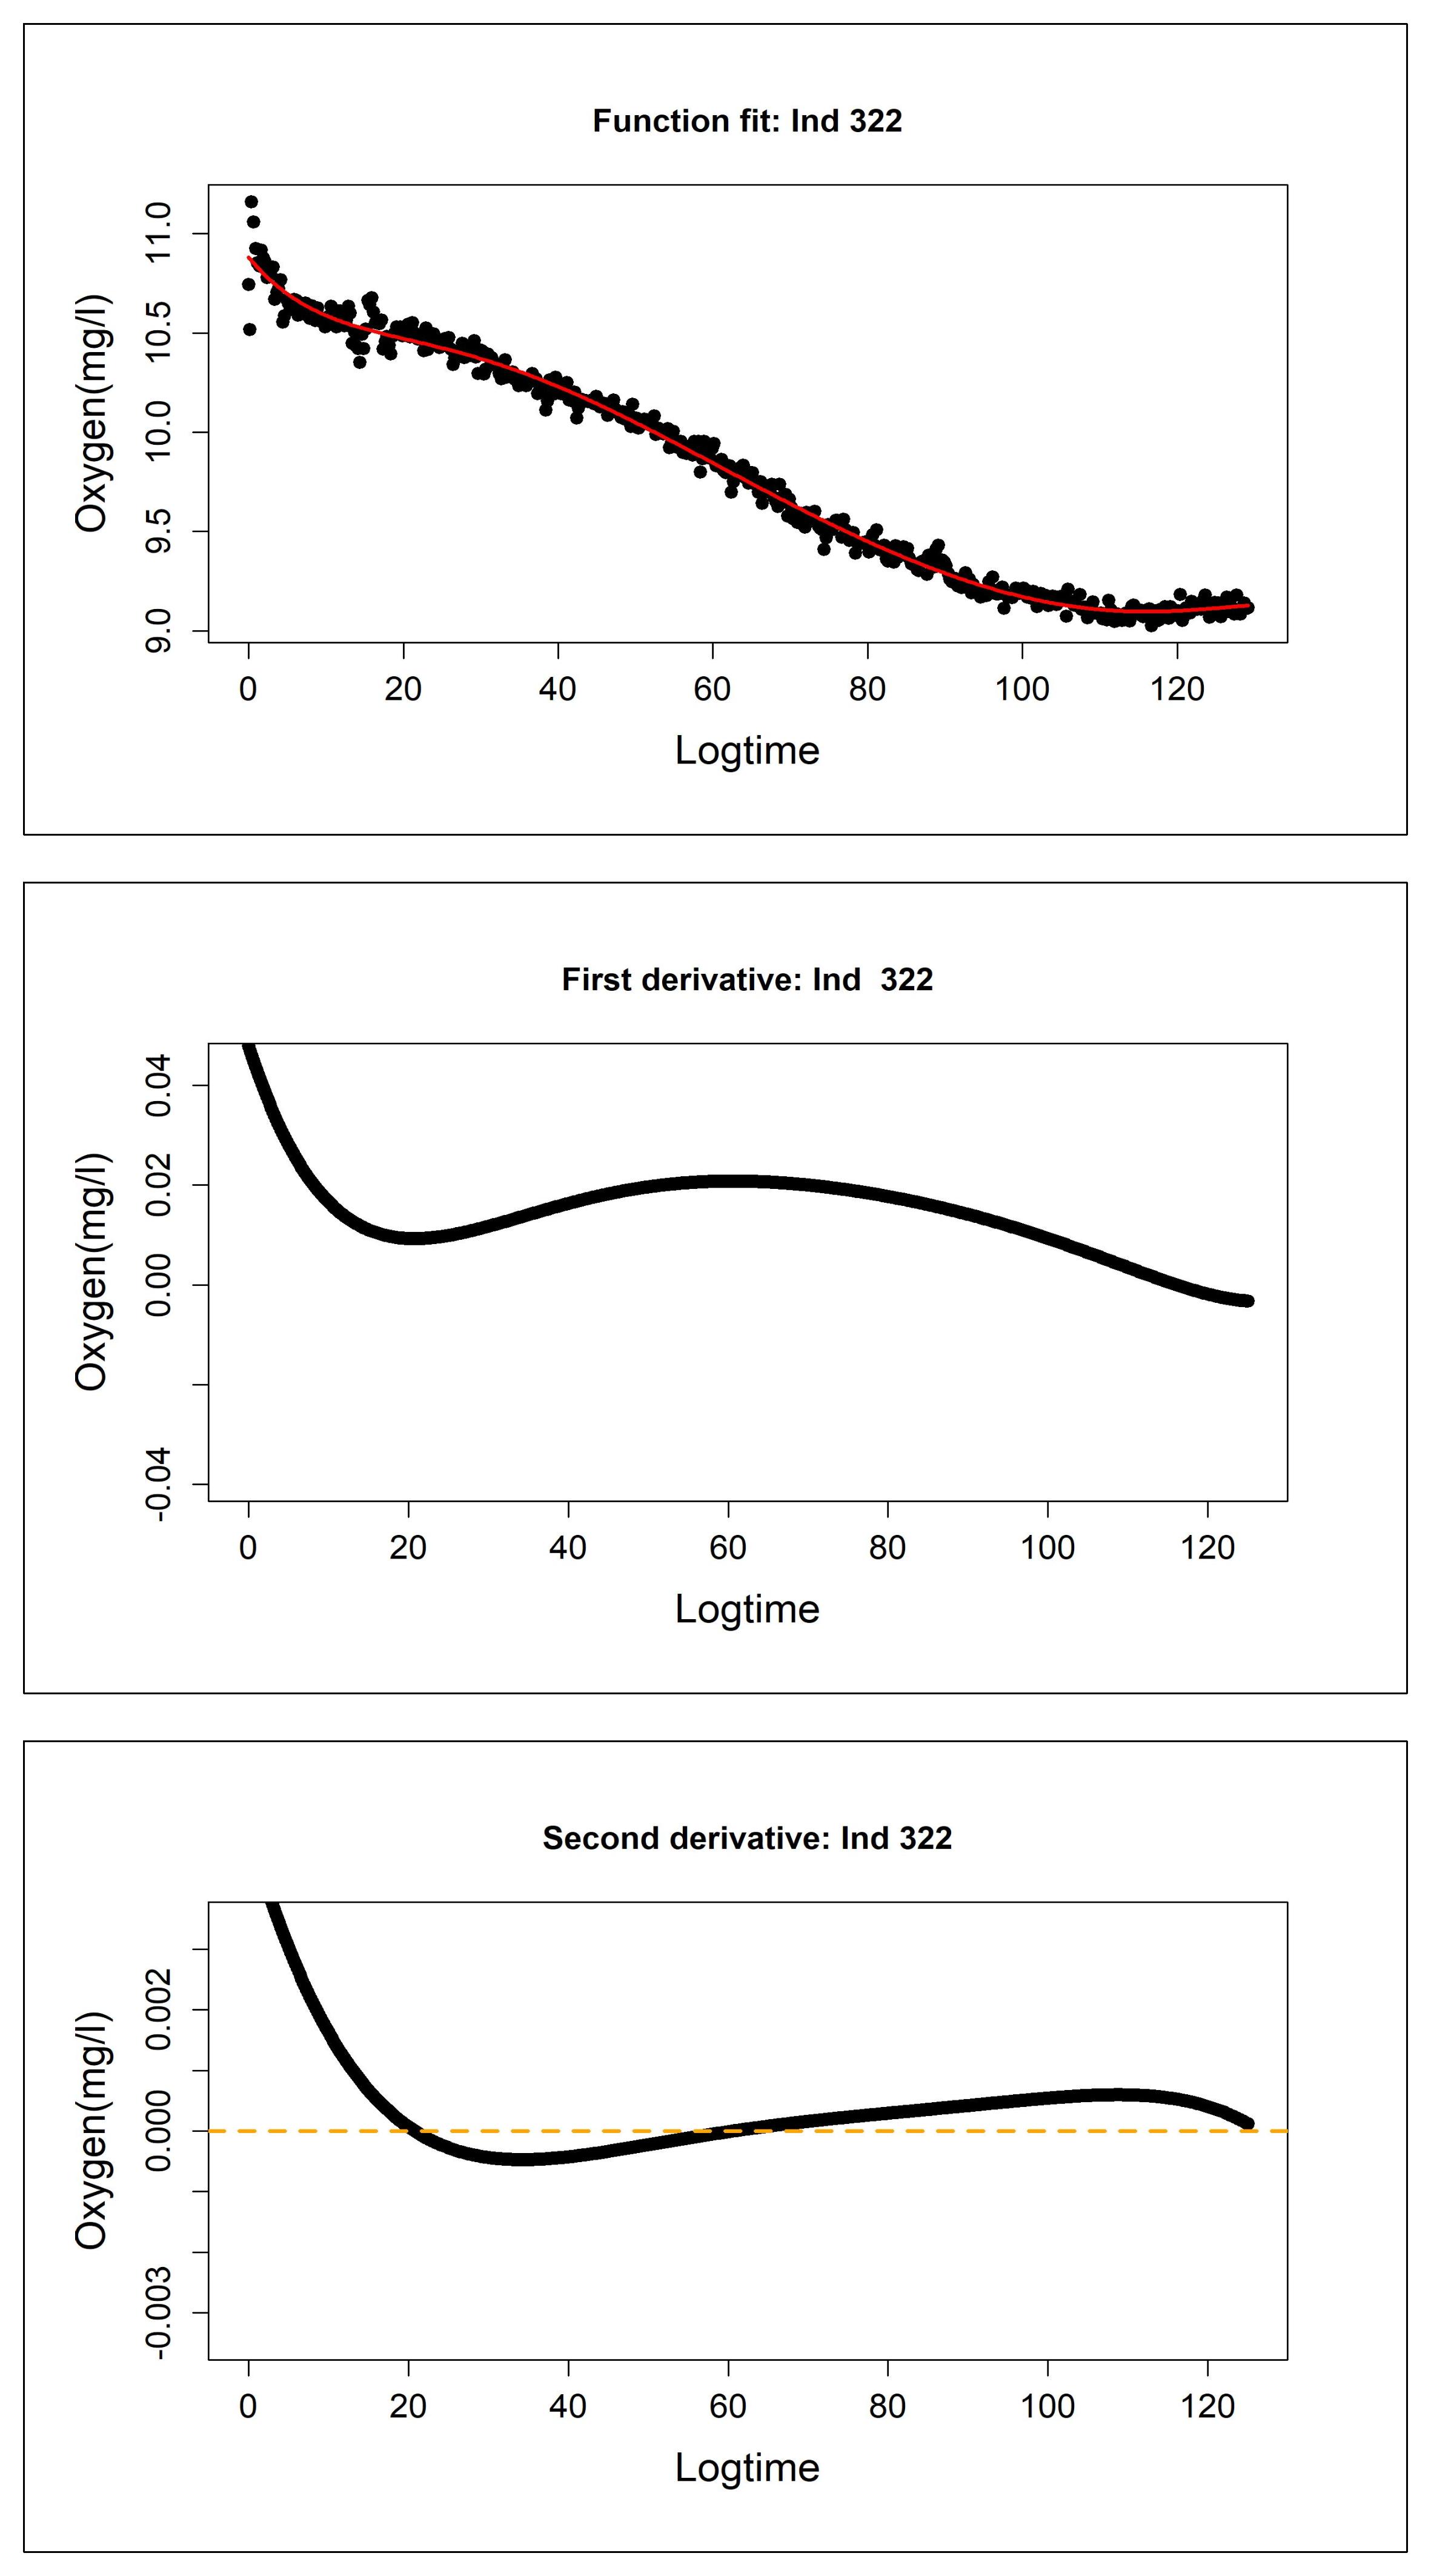 Function fit: Ind 322
11.0
10.5
10.0
9.5
9.0
Oxygen(mg/l)
0 20 40 60 80 100 120
Logtime
First derivative: Ind  322
0.04
0.02
0.00
-0.04
Oxygen(mg/l)
0 20 40 60 80 100 120
Logtime
Second derivative: Ind 322
0.002
0.000
-0.003
Oxygen(mg/l)
0 20 40 60 80 100 120
Logtime